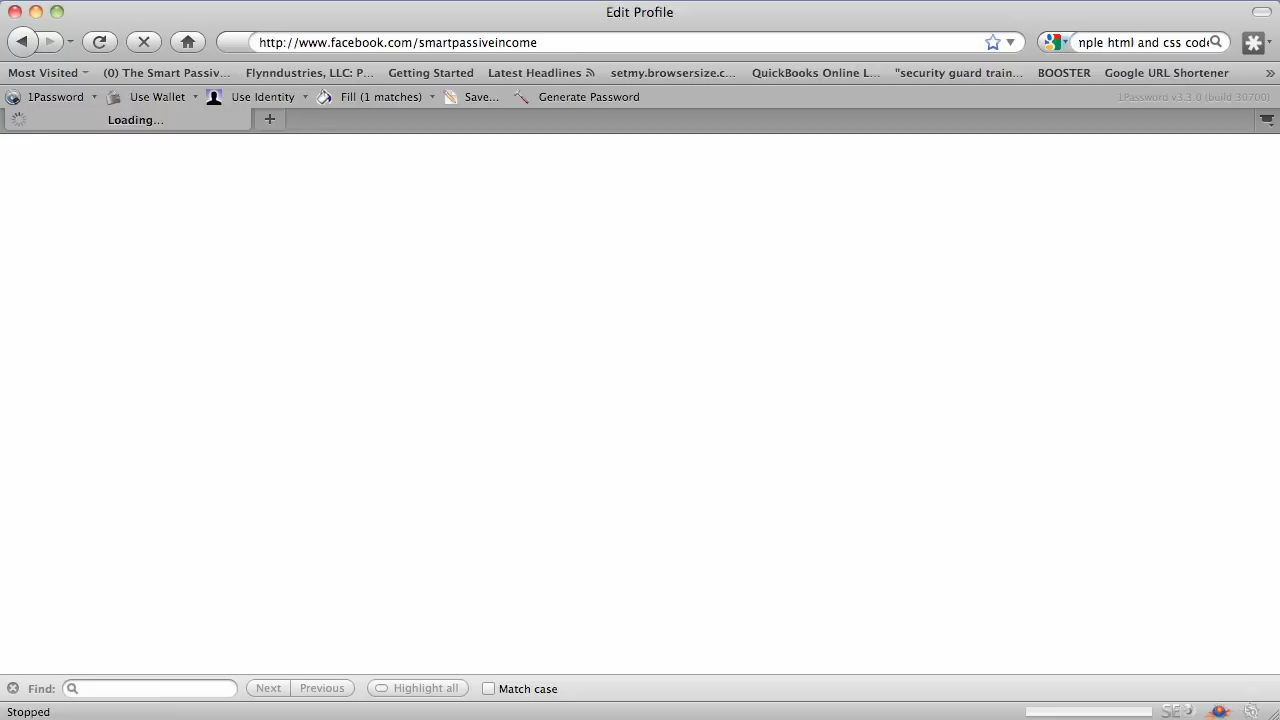 Edit Profile
http://www.facebook.com/smartpassiveincome
nple html and css code
Most Visited (0) The Smart Passiv... Flynndustries, LLC: P... Getting Started Latest Headlines setmy.browsersize.c... QuickBooks Online L... "security guard train... BOOSTER Google URL Shortener »
1Password Use Wallet Use Identity Fill (1 matches) Save... Generate Password 1Password v3.3.0 (build 30700)
Loading... +
Find: Next Previous Highlight all Match case
Stopped SE